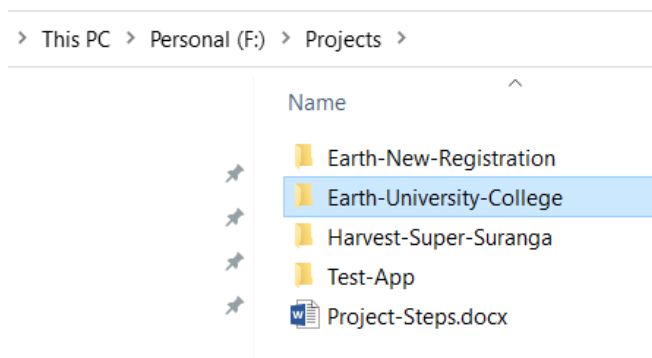 > This PC > Personal (F:) > Projects >
Name
Earth-New-Registration
Earth-University-College
Harvest-Super-Suranga
Test-App
Project-Steps.docx